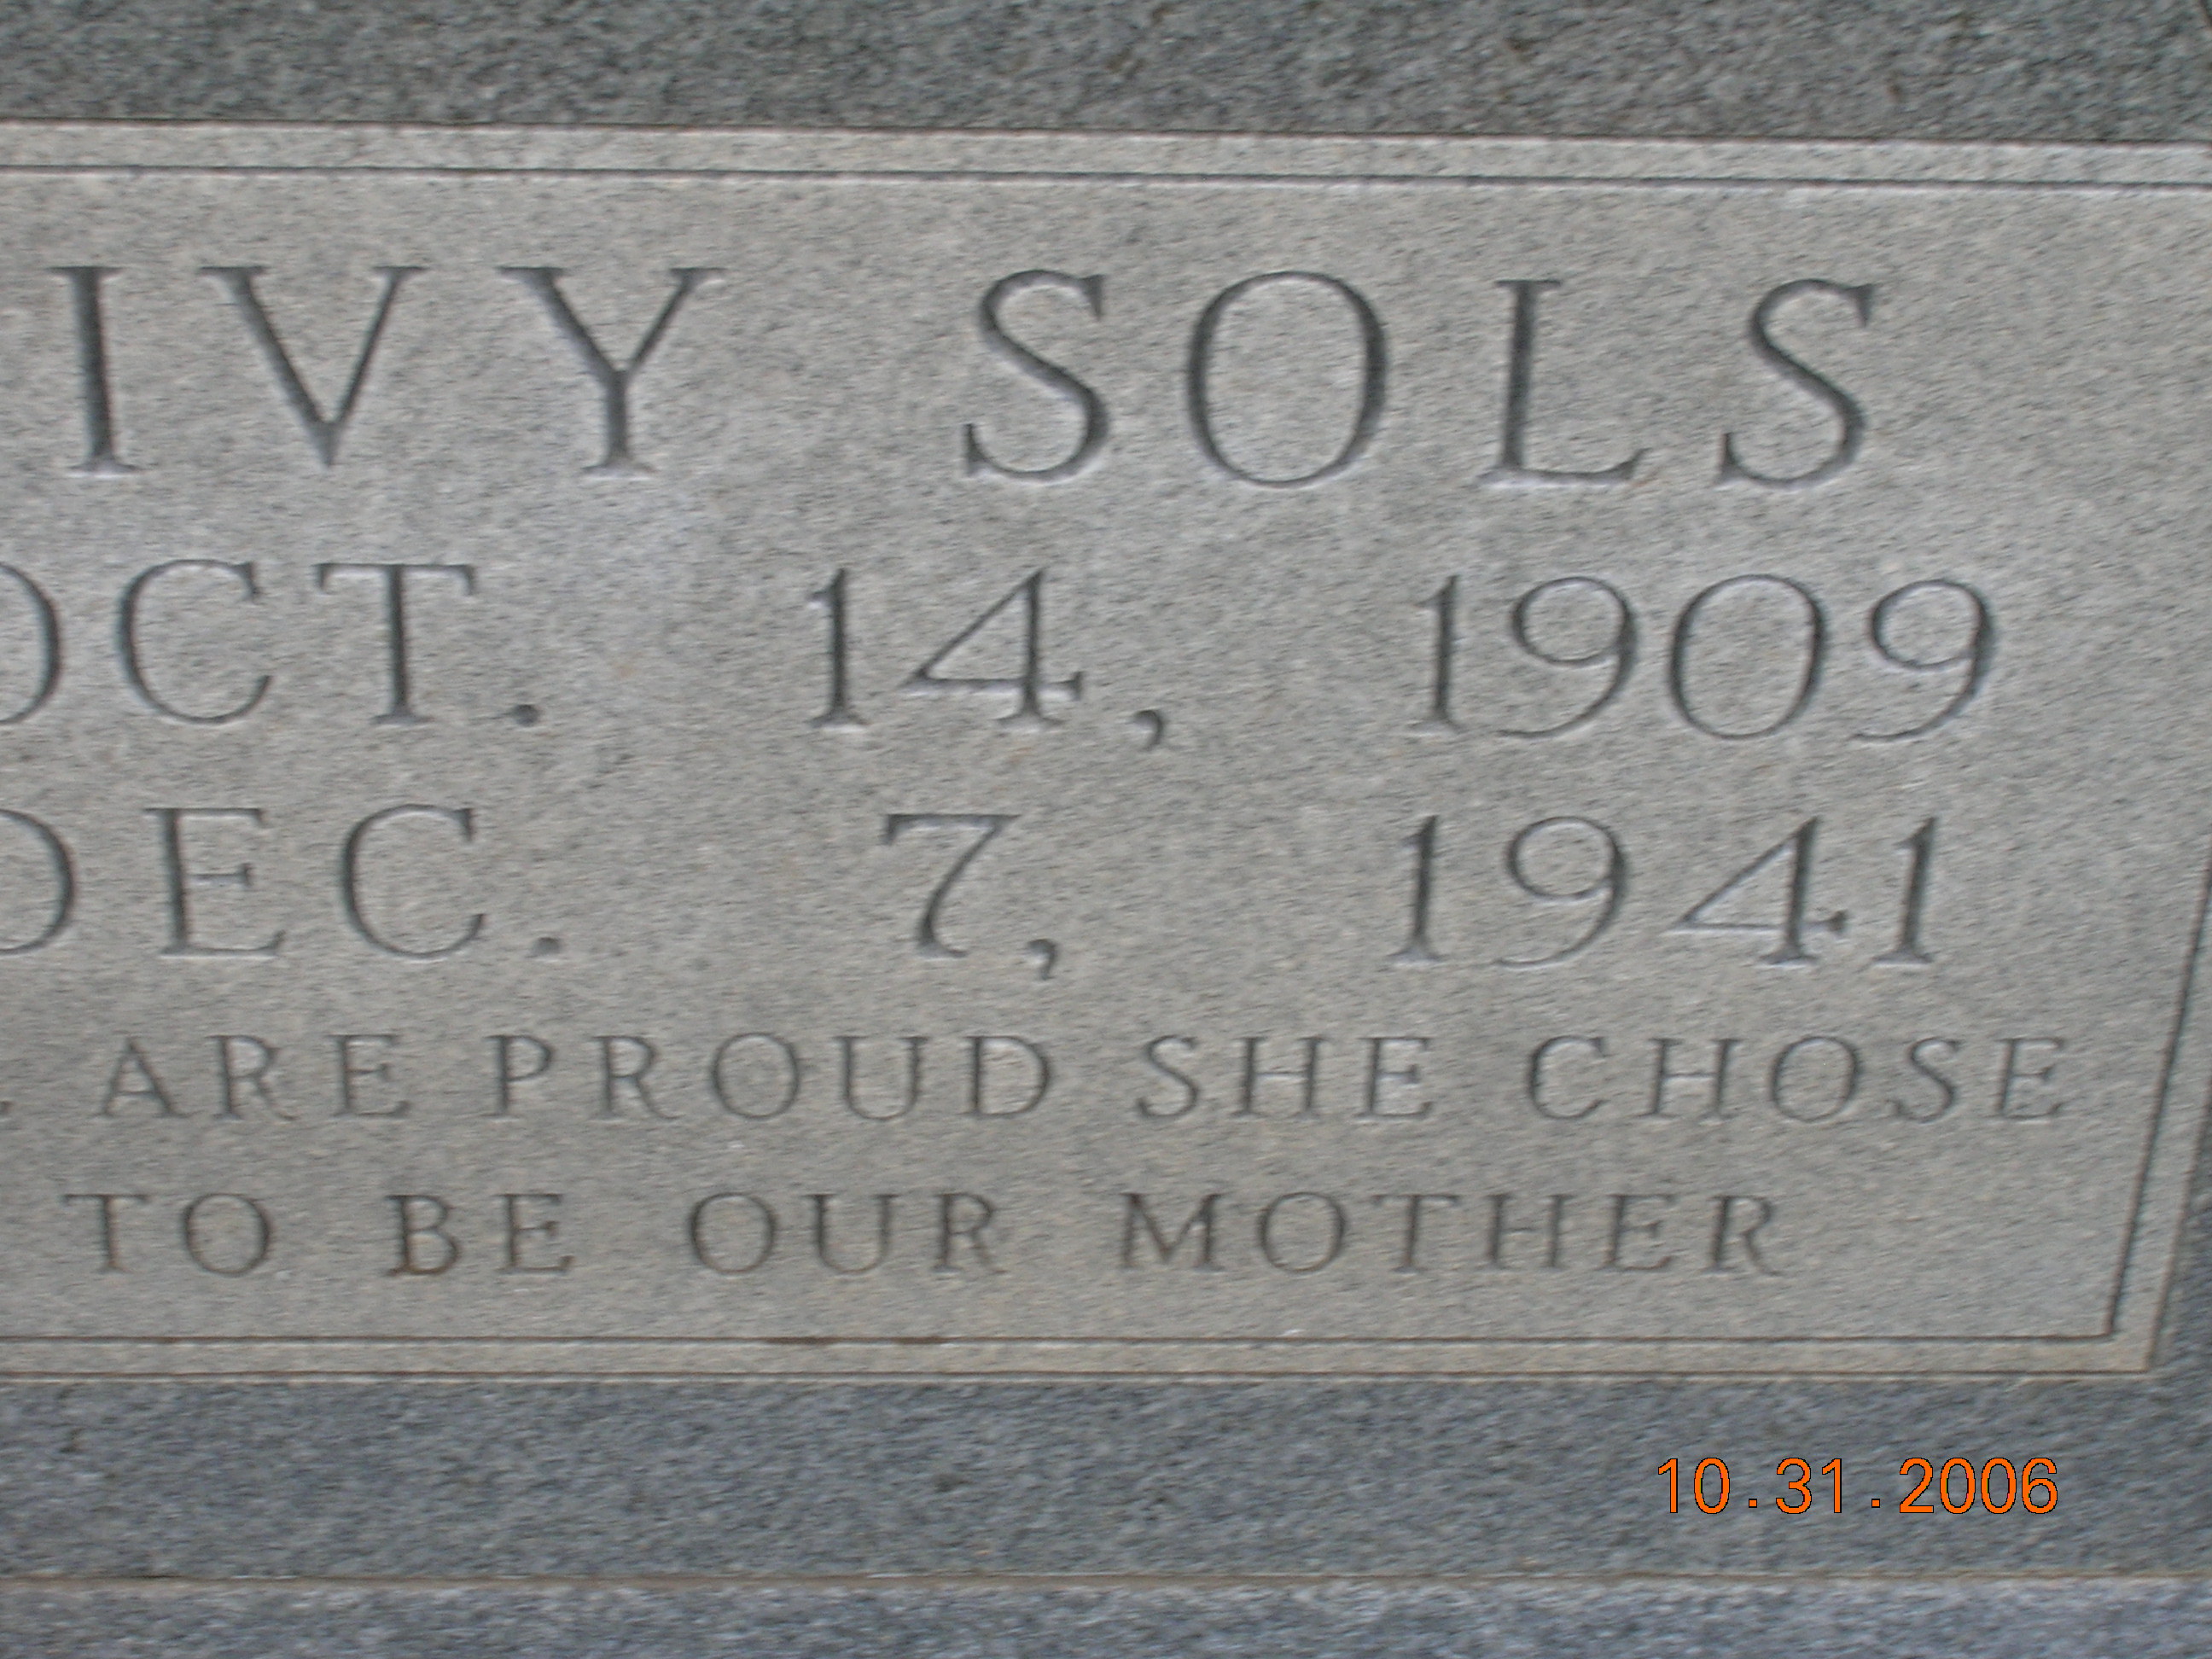 IVY SOLS
OCT. 14, 1909
DEC. 7, 1941
ARE PROUD SHE CHOSE
TO BE OUR MOTHER
10.31.2006